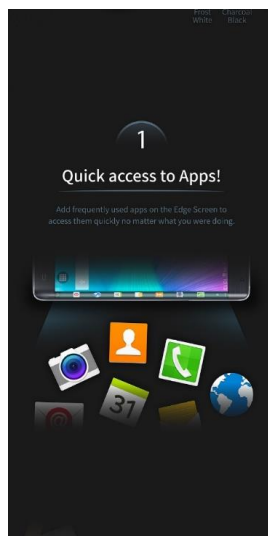 Frost Charcoal
White Black
1
Quick access to Apps!
Add frequently used apps on the Edge Screen to
access them quickly no matter what you were doing.
31
@